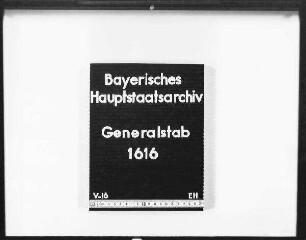 Bayerisches
Hauptstaatsarchiv
Generalstab
1616
V-16 EH